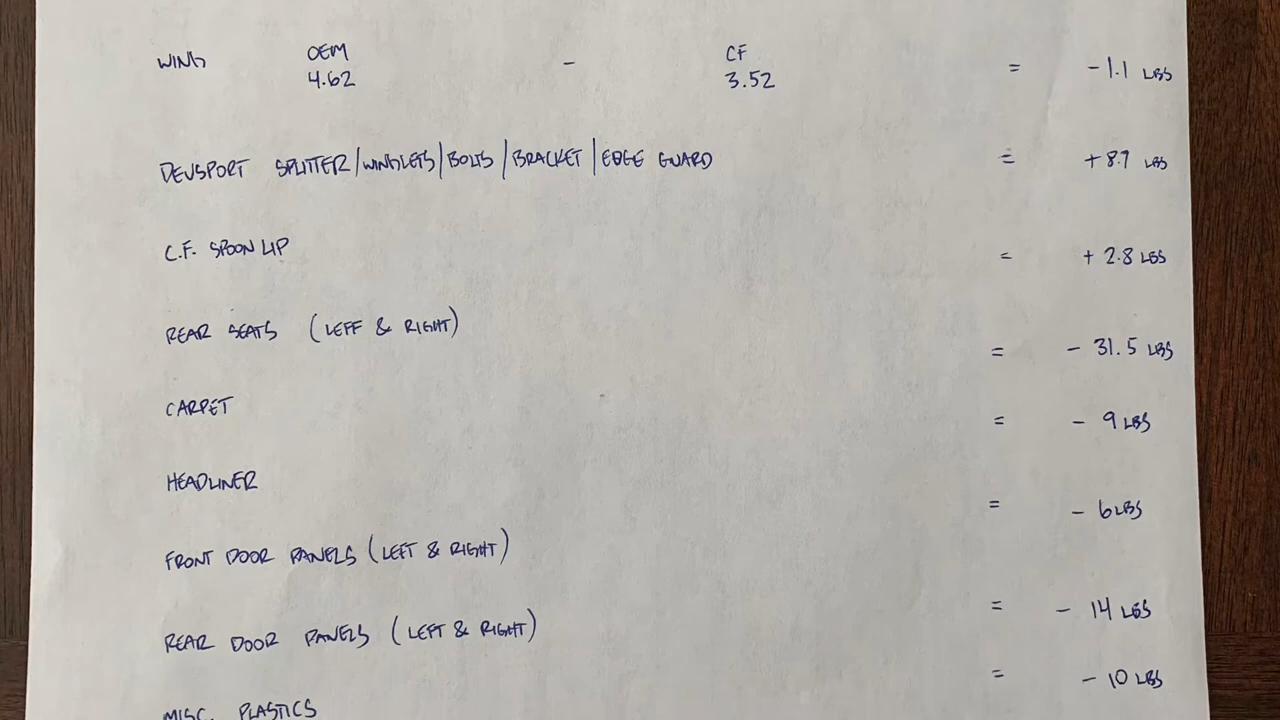 WING OEM CF
4.62 - 3.52 = -1.1 LBS
DEVSPORT SPLITTER/WINGLETS|BOLTS/BRACKET|EDGE GUARD = +8.7 LBS
C.F. SPOON LIP = + 2.8 LBS
REAR SEATS (LEFF & RIGHT) = - 31.5 LBS
CARPET = - 9 LBS
HEADLINER = - 6 LBS
FRONT DOOR PANELS (LEFT & RIGHT) = - 14 LBS
REAR DOOR PANELS (LEFT & RIGHT) = - 10 LBS
MISC. PLASTICS